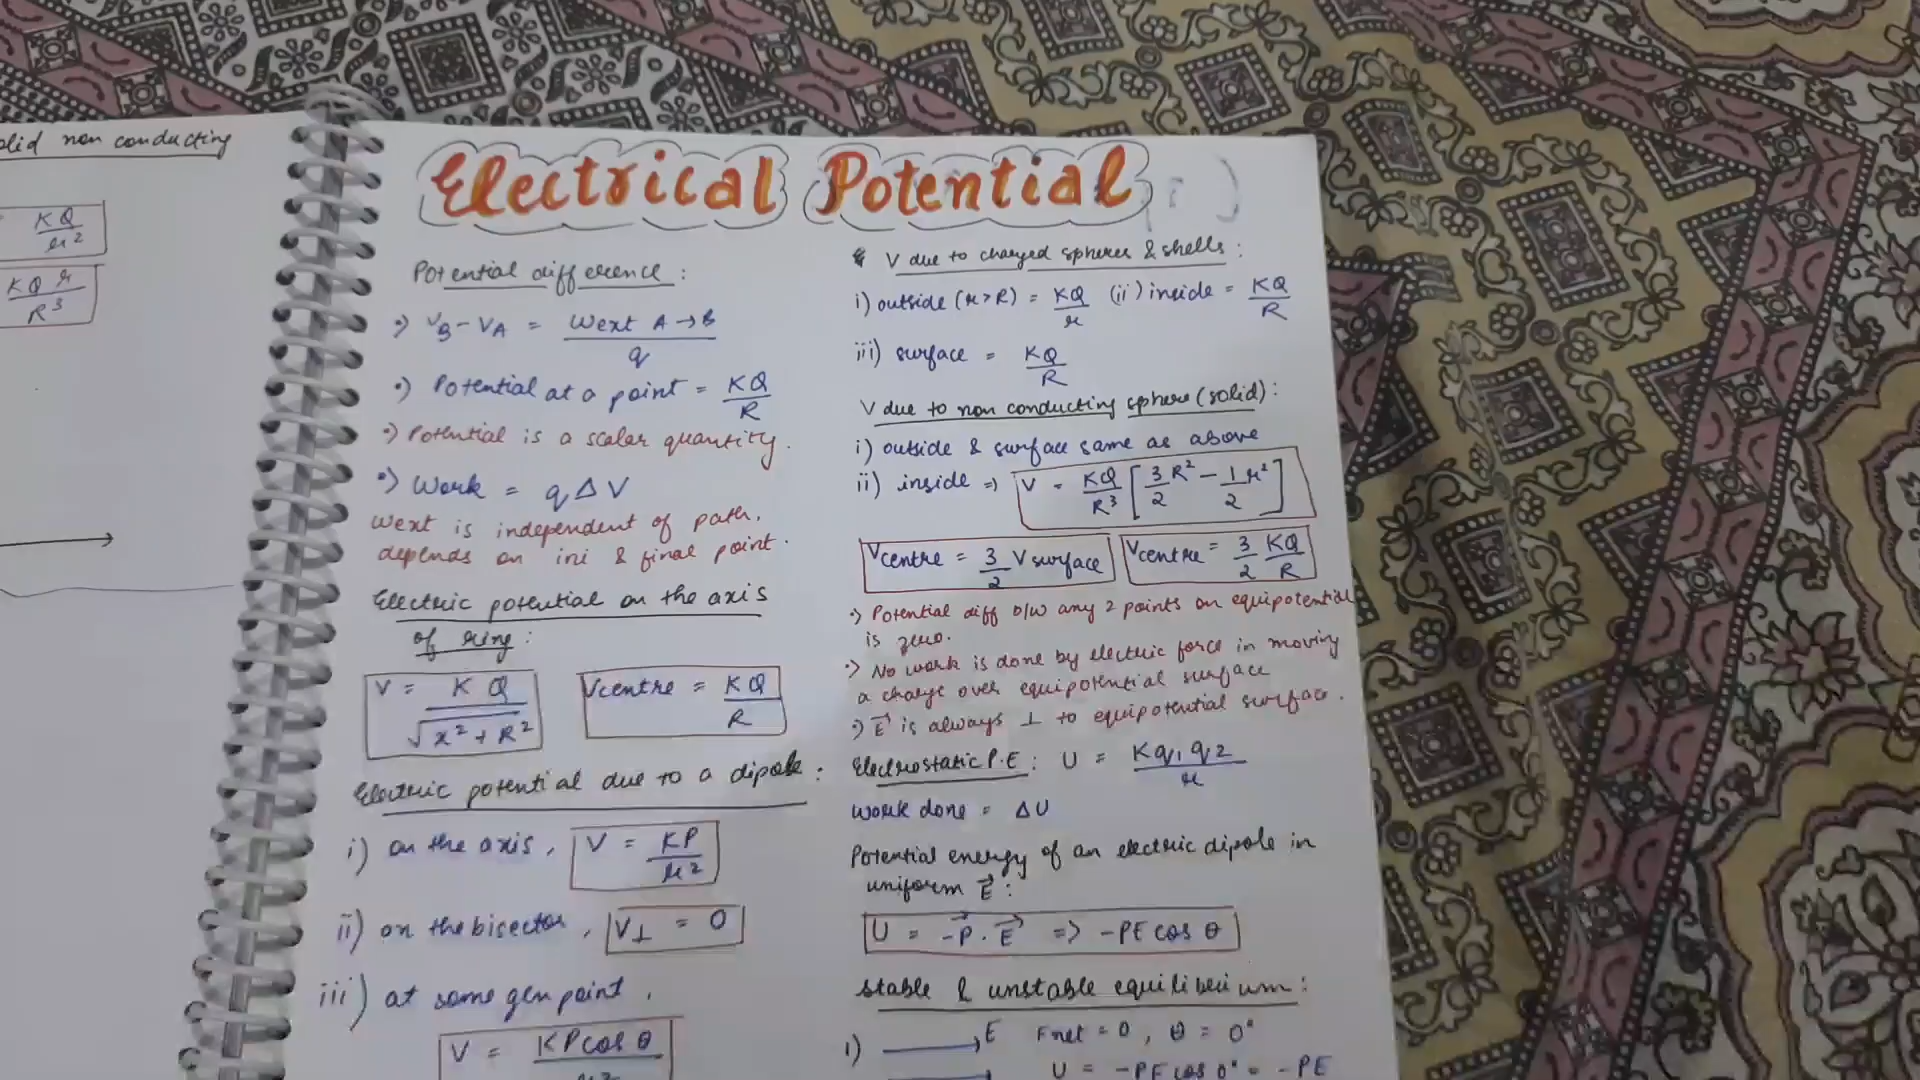 olid non conducting
KQ
r²
KQ r
R³
Electrical Potential
Potential difference :
•) VB - VA = Wext A→B
q
•) Potential at a point = KQ
R
•) Potential is a scalar quantity.
•) Work = q Δ V
Wext is independent of path,
depends on ini & final point.
Electric potential on the axis
of ring :
V = K Q
√x² + R²
Vcentre = KQ
R
Electric potential due to a dipole :
i) on the axis, V = KP
r²
ii) on the bisector, V⊥ = 0
iii) at some gen point,
V = KP cos θ
V due to charged spheres & shells :
i) outside (r > R) = KQ
r
(ii) inside = KQ
R
iii) surface = KQ
R
V due to non conducting sphere (solid) :
i) outside & surface same as above
ii) inside => V = KQ/R³ [3/2 R² - 1/2 r²]
Vcentre = 3/2 Vsurface
Vcentre = 3/2 KQ/R
•) Potential diff b/w any 2 points on equipotential
is zero.
•) No work is done by electric force in moving
a charge over equipotential surface
•) E⃗ is always ⊥ to equipotential surface.
Electrostatic P.E : U = Kq1 q2
r
Work done = ΔU
Potential energy of an electric dipole in
uniform E⃗ :
U = -P⃗ . E⃗ => -PE cos θ
Stable & unstable equilibrium :
1) E Fnet = 0 , θ = 0°
U = -PE cos 0° = -PE